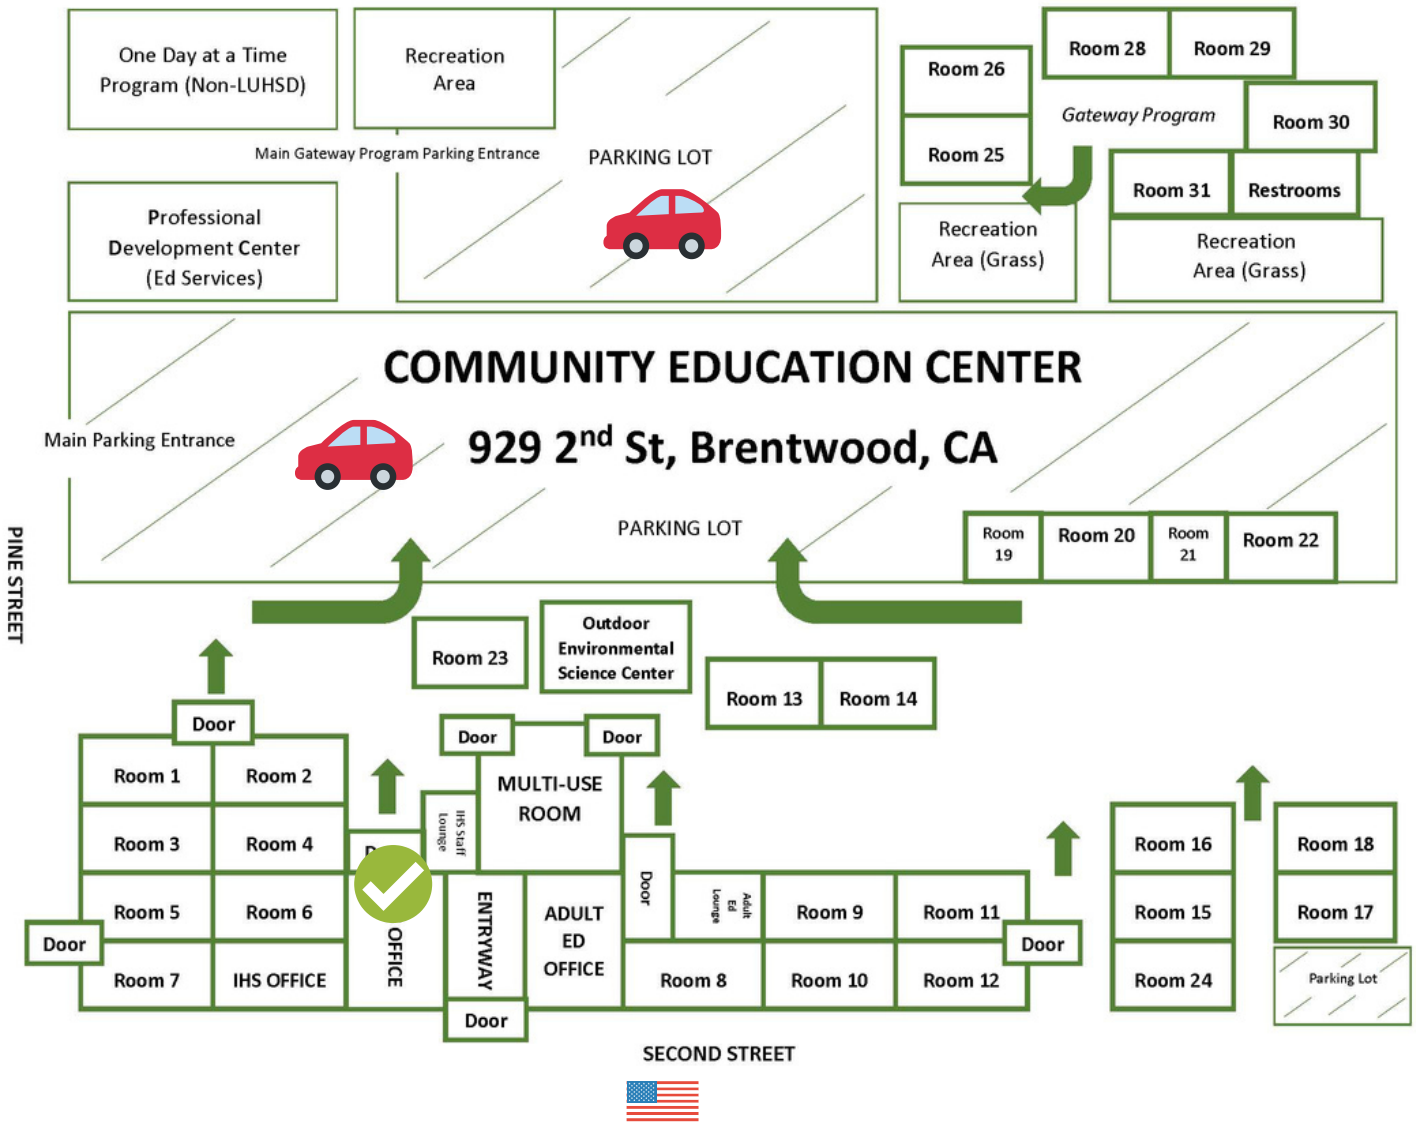 One Day at a Time
Program (Non-LUHSD)
Recreation
Area
Main Gateway Program Parking Entrance
PARKING LOT
Professional
Development Center
(Ed Services)
Room 26
Room 25
Room 28
Room 29
Gateway Program
Room 30
Room 31
Restrooms
Recreation
Area (Grass)
Recreation
Area (Grass)
COMMUNITY EDUCATION CENTER
929 2nd St, Brentwood, CA
Main Parking Entrance
PARKING LOT
Room
19
Room 20
Room
21
Room 22
PINE STREET
Room 23
Outdoor
Environmental
Science Center
Room 13
Room 14
Door
Door
Door
Room 1
Room 2
MULTI-USE
ROOM
Room 3
Room 4
IHS Staff
Lounge
Room 16
Room 18
Room 5
Room 6
OFFICE
ENTRYWAY
ADULT
ED
OFFICE
Door
Adult
Ed
Lounge
Room 9
Room 11
Room 15
Room 17
Door
Door
Room 7
IHS OFFICE
Room 8
Room 10
Room 12
Room 24
Parking Lot
Door
SECOND STREET